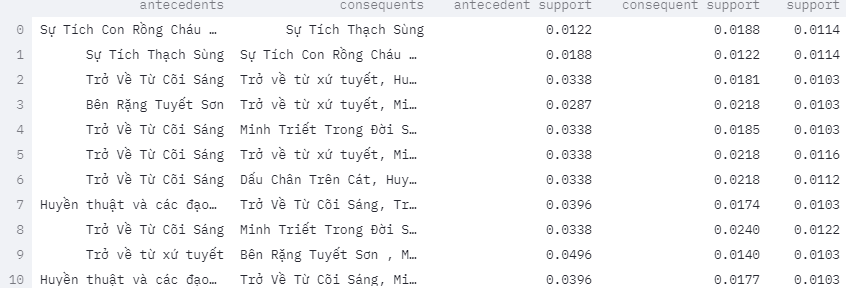 antecedents consequents antecedent support consequent support support
0 Sự Tích Con Rồng Cháu … Sự Tích Thạch Sùng 0.0122 0.0188 0.0114
1 Sự Tích Thạch Sùng Sự Tích Con Rồng Cháu … 0.0188 0.0122 0.0114
2 Trở Về Từ Cõi Sáng Trở về từ xứ tuyết, Hu… 0.0338 0.0181 0.0103
3 Bên Rặng Tuyết Sơn Trở về từ xứ tuyết, Mi… 0.0287 0.0218 0.0103
4 Trở Về Từ Cõi Sáng Minh Triết Trong Đời S… 0.0338 0.0185 0.0103
5 Trở Về Từ Cõi Sáng Trở về từ xứ tuyết, Mi… 0.0338 0.0218 0.0116
6 Trở Về Từ Cõi Sáng Dấu Chân Trên Cát, Huy… 0.0338 0.0218 0.0112
7 Huyền thuật và các đạo… Trở Về Từ Cõi Sáng, Tr… 0.0396 0.0174 0.0103
8 Trở Về Từ Cõi Sáng Minh Triết Trong Đời S… 0.0338 0.0240 0.0122
9 Trở về từ xứ tuyết Bên Rặng Tuyết Sơn , M… 0.0496 0.0140 0.0103
10 Huyền thuật và các đạo… Trở Về Từ Cõi Sáng, Mi… 0.0396 0.0177 0.0103